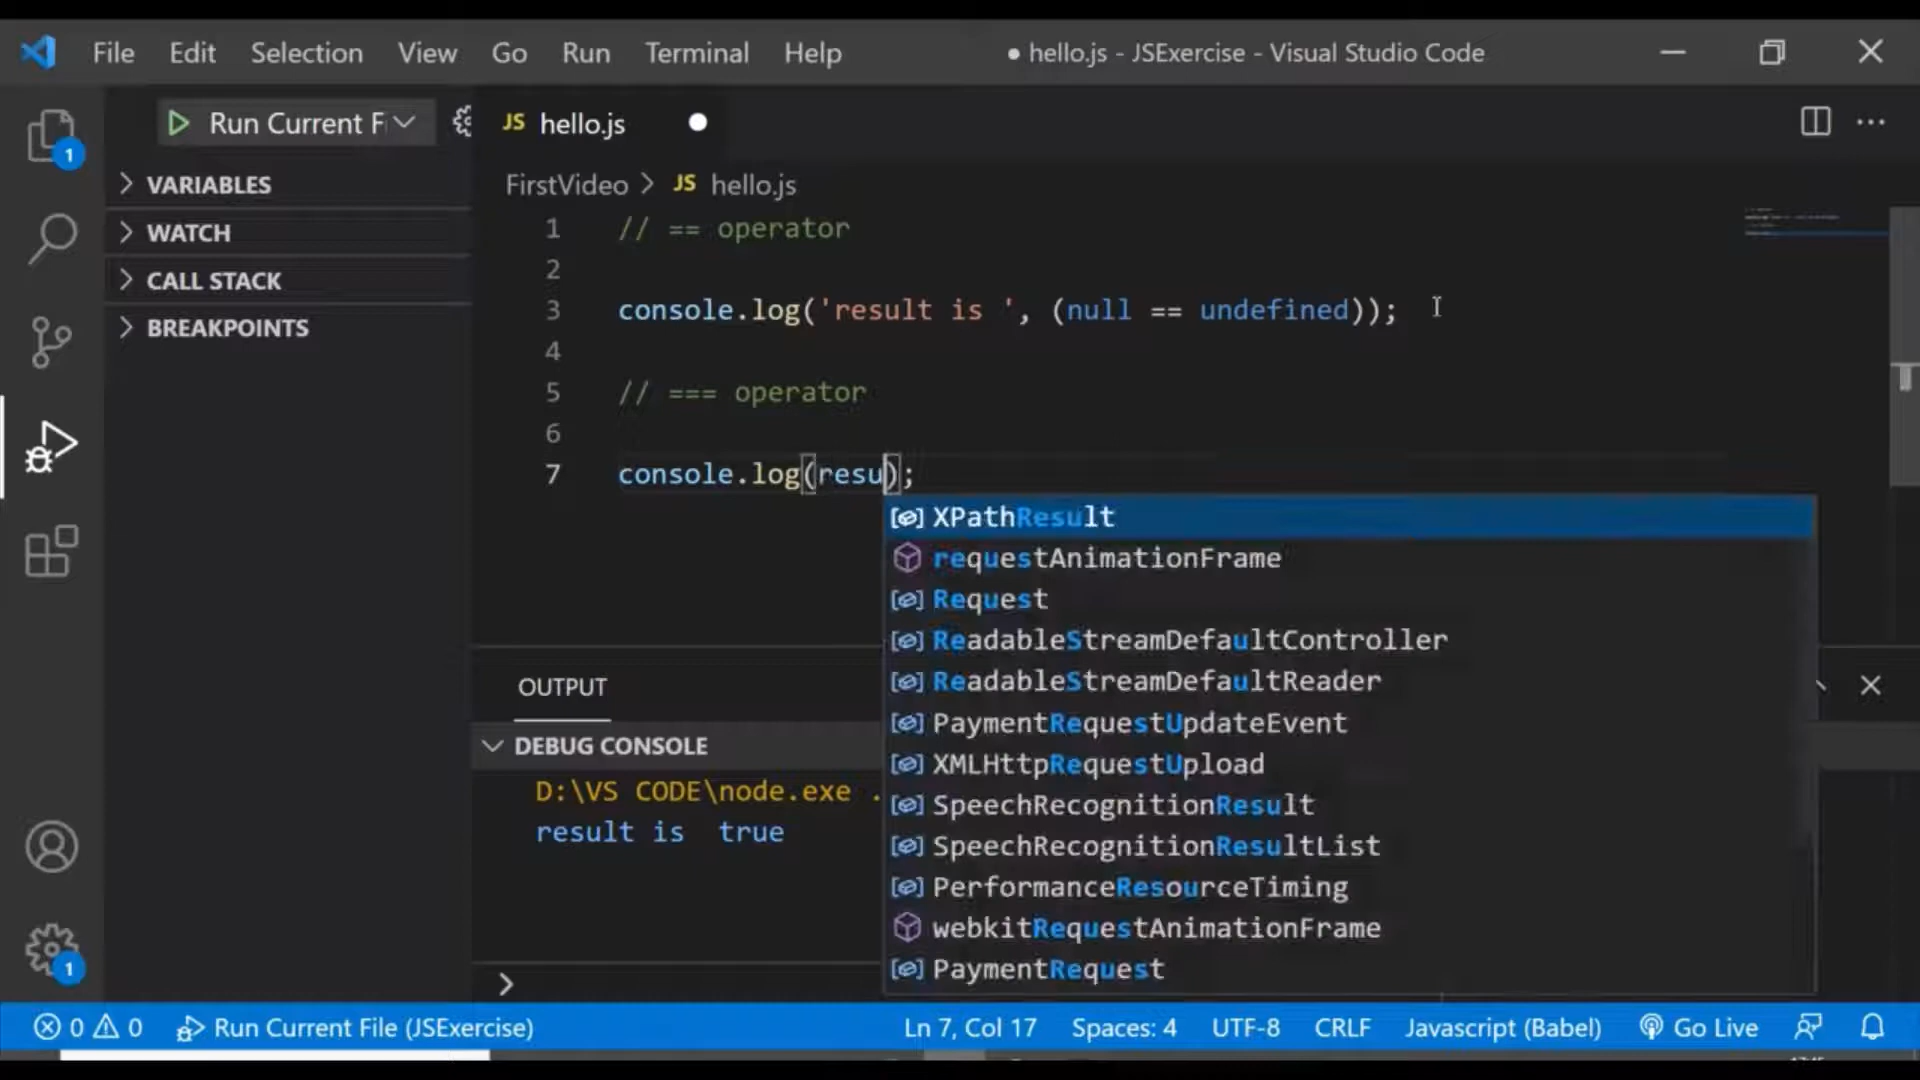 File Edit Selection View Go Run Terminal Help ● hello.js - JSExercise - Visual Studio Code
Run Current F JS hello.js
1
VARIABLES
WATCH
CALL STACK
BREAKPOINTS
FirstVideo > JS hello.js
1 // == operator
2
3 console.log('result is ', (null == undefined));
4
5 // === operator
6
7 console.log(resu);
XPathResult
requestAnimationFrame
Request
ReadableStreamDefaultController
ReadableStreamDefaultReader
PaymentRequestUpdateEvent
XMLHttpRequestUpload
SpeechRecognitionResult
SpeechRecognitionResultList
PerformanceResourceTiming
webkitRequestAnimationFrame
PaymentRequest
OUTPUT
DEBUG CONSOLE
D:\VS CODE\node.exe .
result is  true
>
1
0 0 Run Current File (JSExercise) Ln 7, Col 17 Spaces: 4 UTF-8 CRLF Javascript (Babel) Go Live